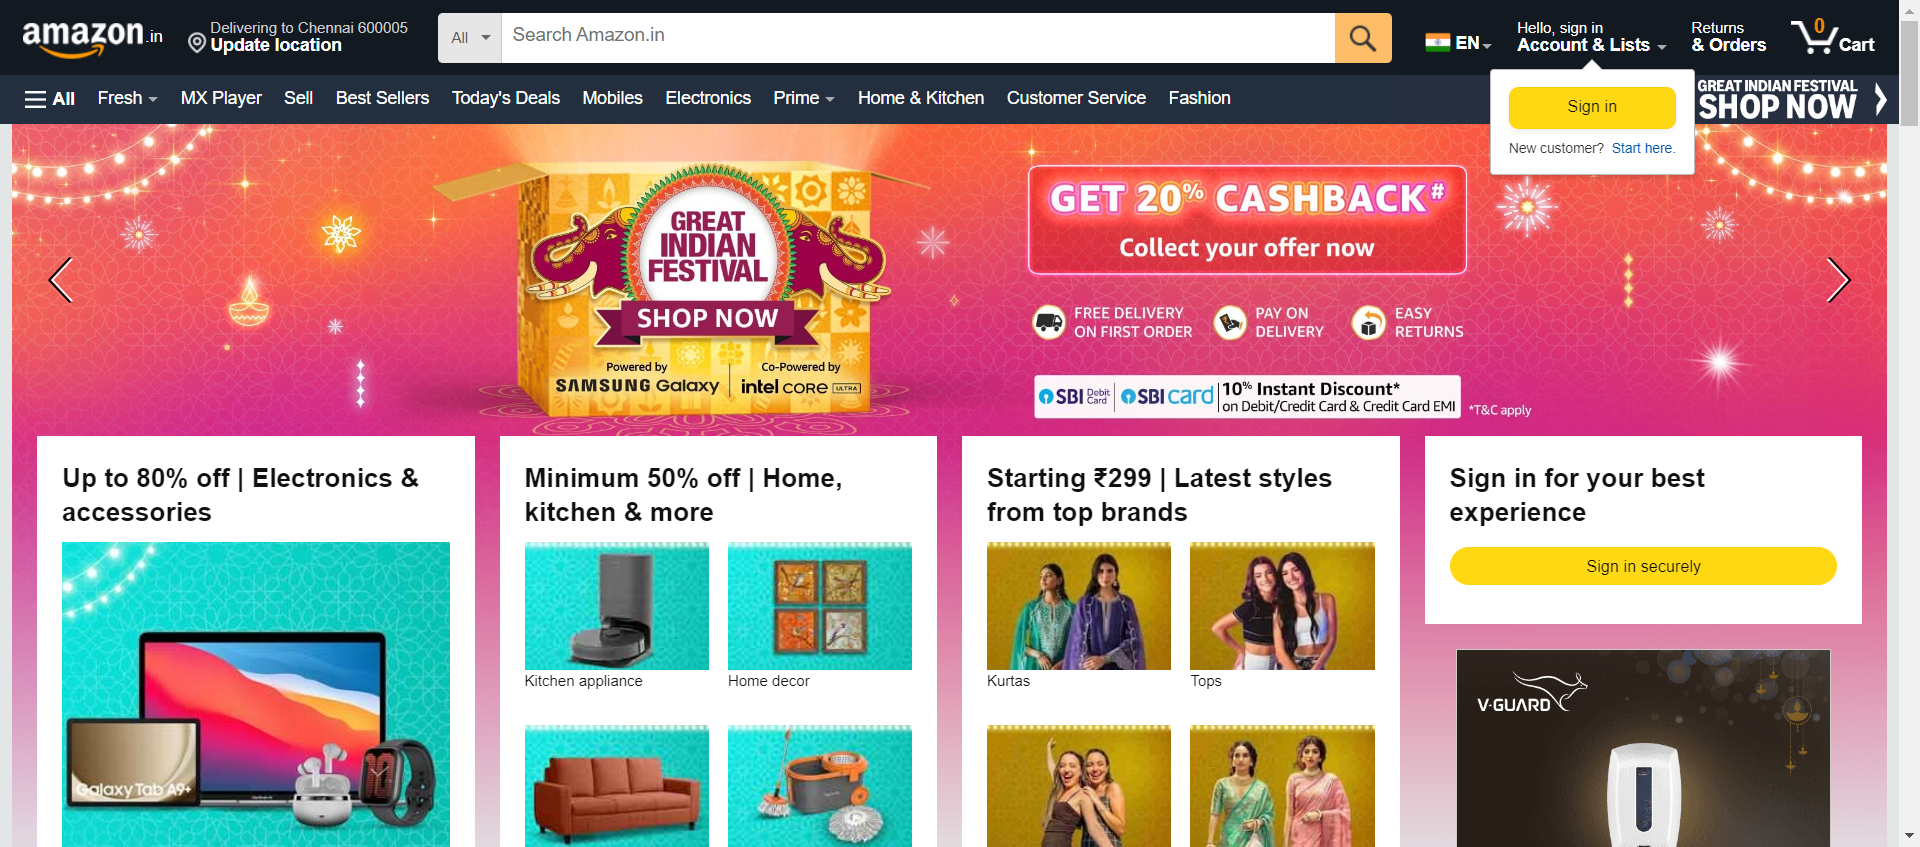 amazon.in
Delivering to Chennai 600005
Update location
All
Search Amazon.in
EN
Hello, sign in
Account & Lists
Returns
& Orders
0
Cart
All
Fresh
MX Player
Sell
Best Sellers
Today's Deals
Mobiles
Electronics
Prime
Home & Kitchen
Customer Service
Fashion
GREAT INDIAN FESTIVAL
SHOP NOW
Sign in
New customer? Start here.
GREAT
INDIAN
FESTIVAL
SHOP NOW
Powered by
SAMSUNG Galaxy
Co-Powered by
intel CORE ULTRA
GET 20% CASHBACK#
Collect your offer now
FREE DELIVERY
ON FIRST ORDER
PAY ON
DELIVERY
EASY
RETURNS
SBI Debit
Card
SBI card
10% Instant Discount*
on Debit/Credit Card & Credit Card EMI
*T&C apply
Up to 80% off | Electronics &
accessories
Galaxy Tab A9+
Minimum 50% off | Home,
kitchen & more
Kitchen appliance
Home decor
Starting ₹299 | Latest styles
from top brands
Kurtas
Tops
Sign in for your best
experience
Sign in securely
V-GUARD